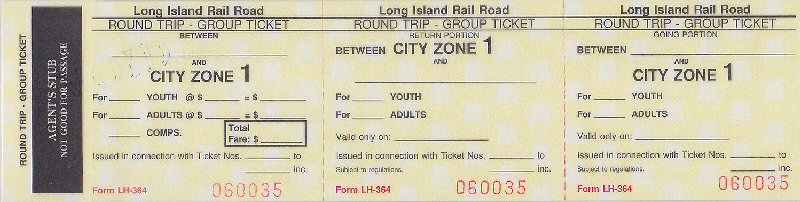 ROUND TRIP - GROUP TICKET
AGENT'S STUB
NOT GOOD FOR PASSAGE
Long Island Rail Road
ROUND TRIP - GROUP TICKET
BETWEEN
AND
CITY ZONE 1
For YOUTH @ $ = $
For ADULTS @ $ = $
COMPS.
Total
Fare: $
Issued in connection with Ticket Nos. to
inc.
Form LH-364 060035
Long Island Rail Road
ROUND TRIP - GROUP TICKET
RETURN PORTION
BETWEEN CITY ZONE 1
AND
For YOUTH
For ADULTS
Valid only on:
Issued in connection with Ticket Nos. to
Subject to regulations. inc.
Form LH-364 060035
Long Island Rail Road
ROUND TRIP - GROUP TICKET
GOING PORTION
BETWEEN
AND
CITY ZONE 1
For YOUTH
For ADULTS
Valid only on:
Issued in connection with Ticket Nos. to
Subject to regulations. inc.
Form LH-364 060035